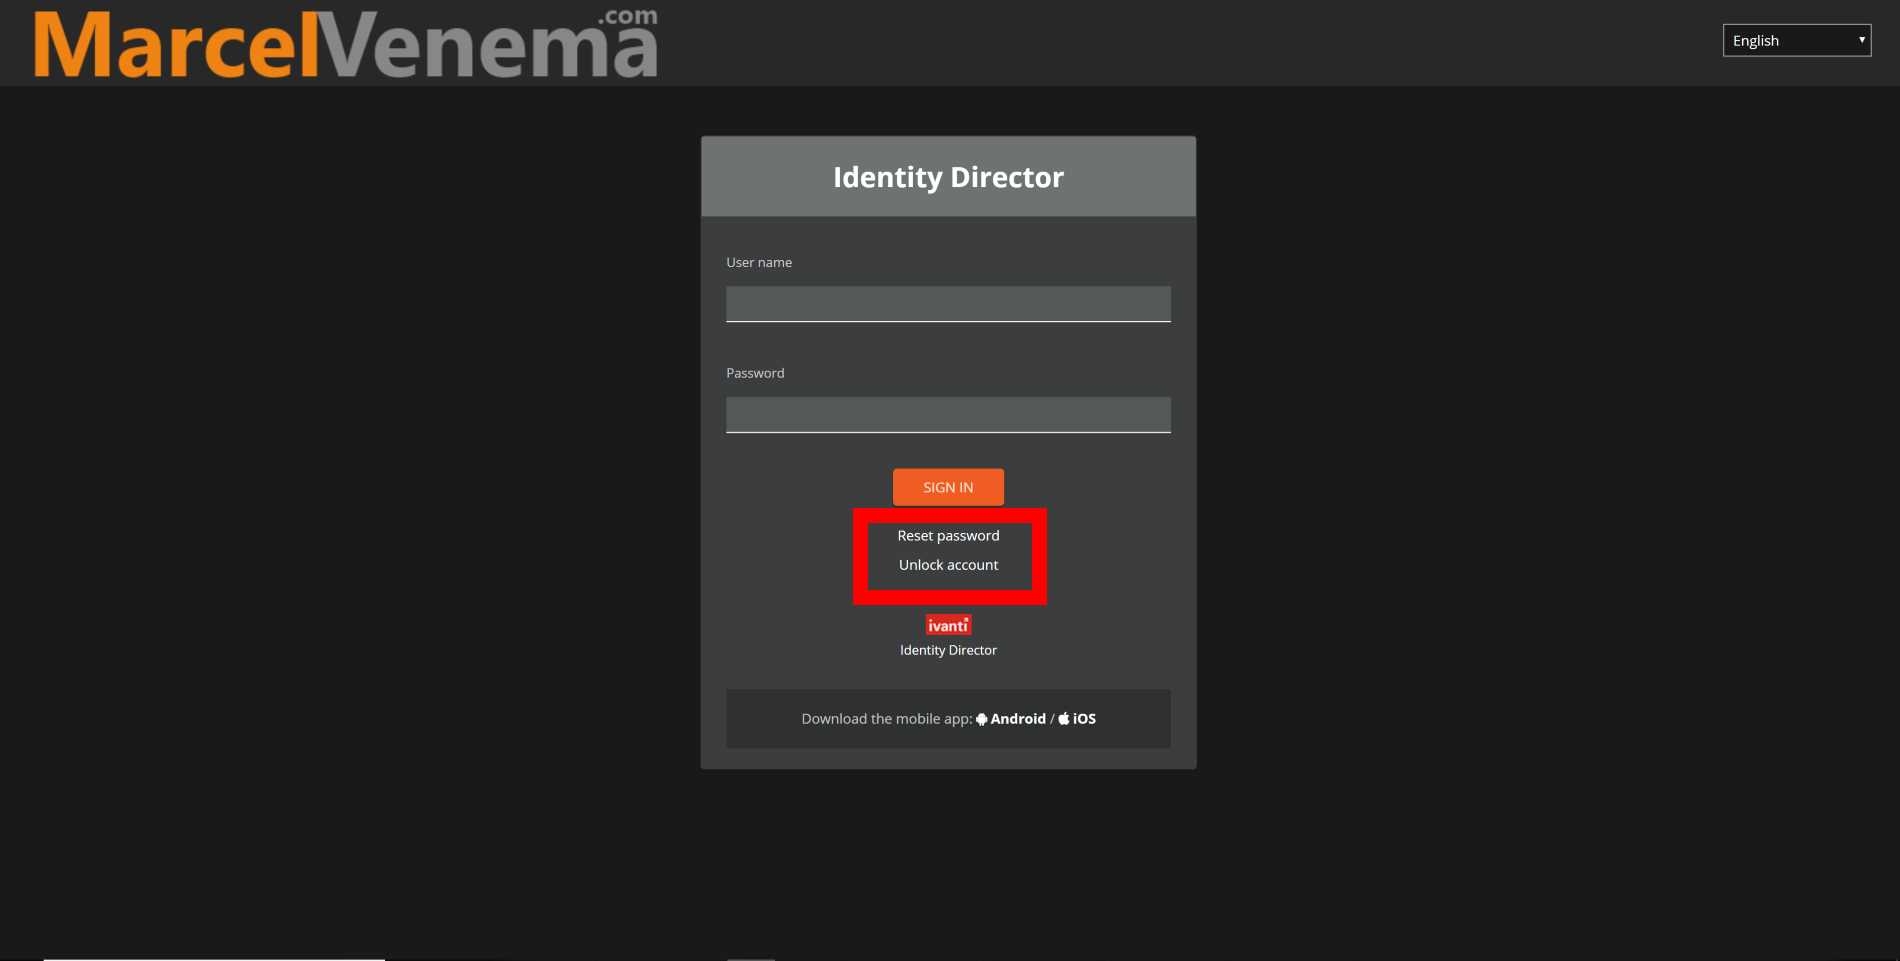 MarcelVenema.com
English
Identity Director
User name
Password
SIGN IN
Reset password
Unlock account
ivanti
Identity Director
Download the mobile app: Android / iOS